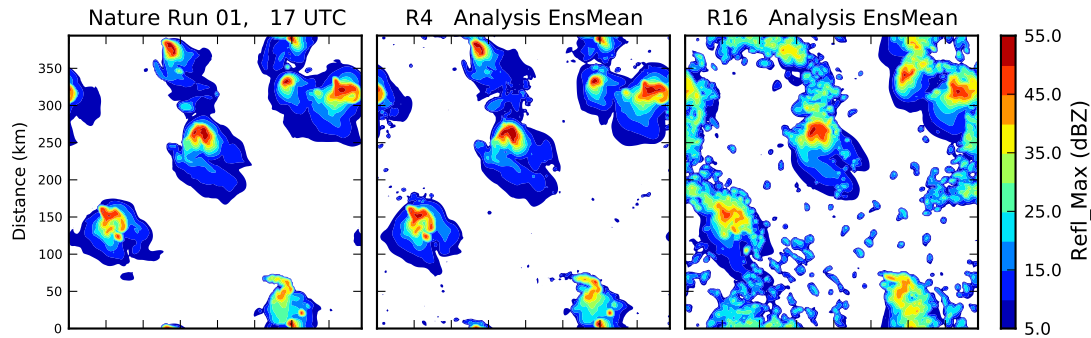 Nature Run 01, 17 UTC
R4 Analysis EnsMean
R16 Analysis EnsMean
Distance (km)
350
300
250
200
150
100
50
0
55.0
45.0
35.0
25.0
15.0
5.0
Refl_Max (dBZ)